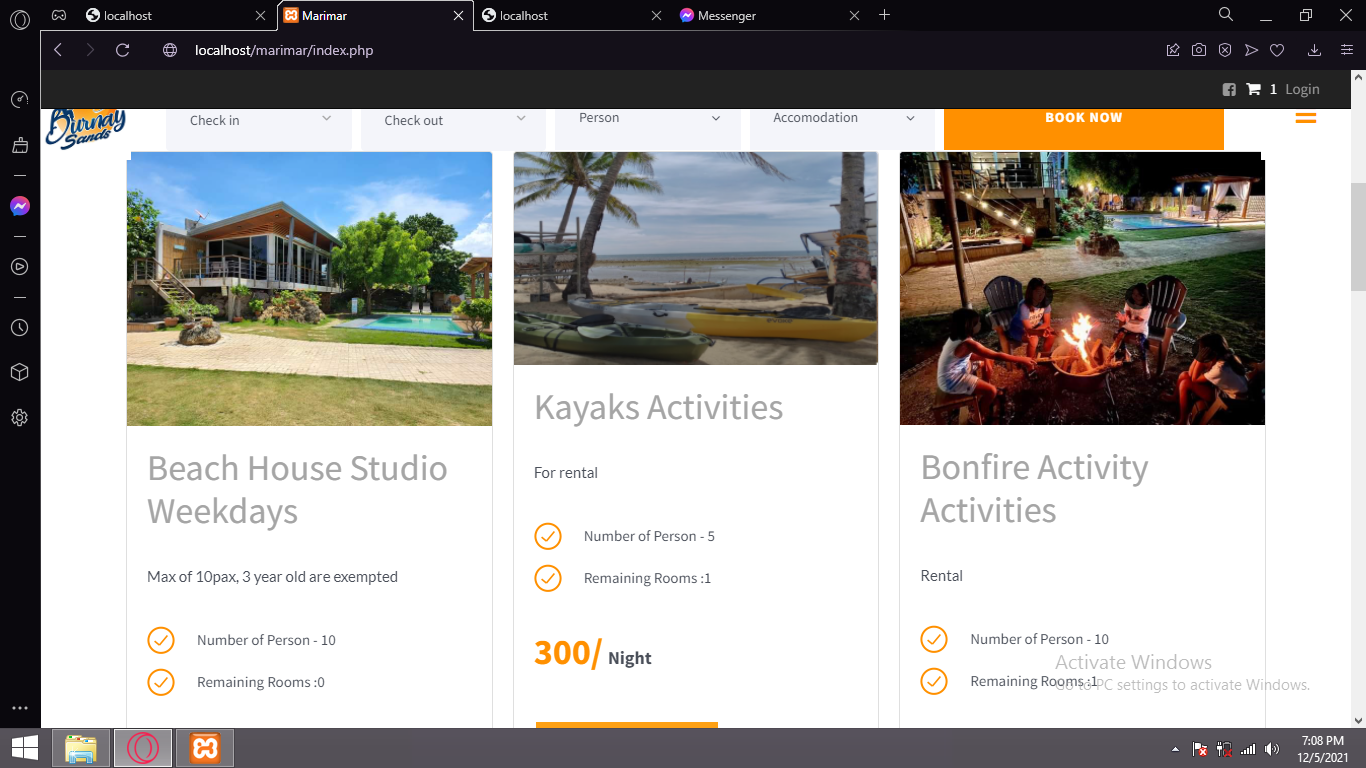 localhost
Marimar
localhost
Messenger
localhost/marimar/index.php
1 Login
Burnay
Sands
Check in
Check out
Person
Accomodation
BOOK NOW
Beach House Studio
Weekdays
Max of 10pax, 3 year old are exempted
Number of Person - 10
Remaining Rooms :0
Kayaks Activities
For rental
Number of Person - 5
Remaining Rooms :1
300/ Night
Bonfire Activity
Activities
Rental
Number of Person - 10
Remaining Rooms :1
Activate Windows
Go to PC settings to activate Windows.
7:08 PM
12/5/2021